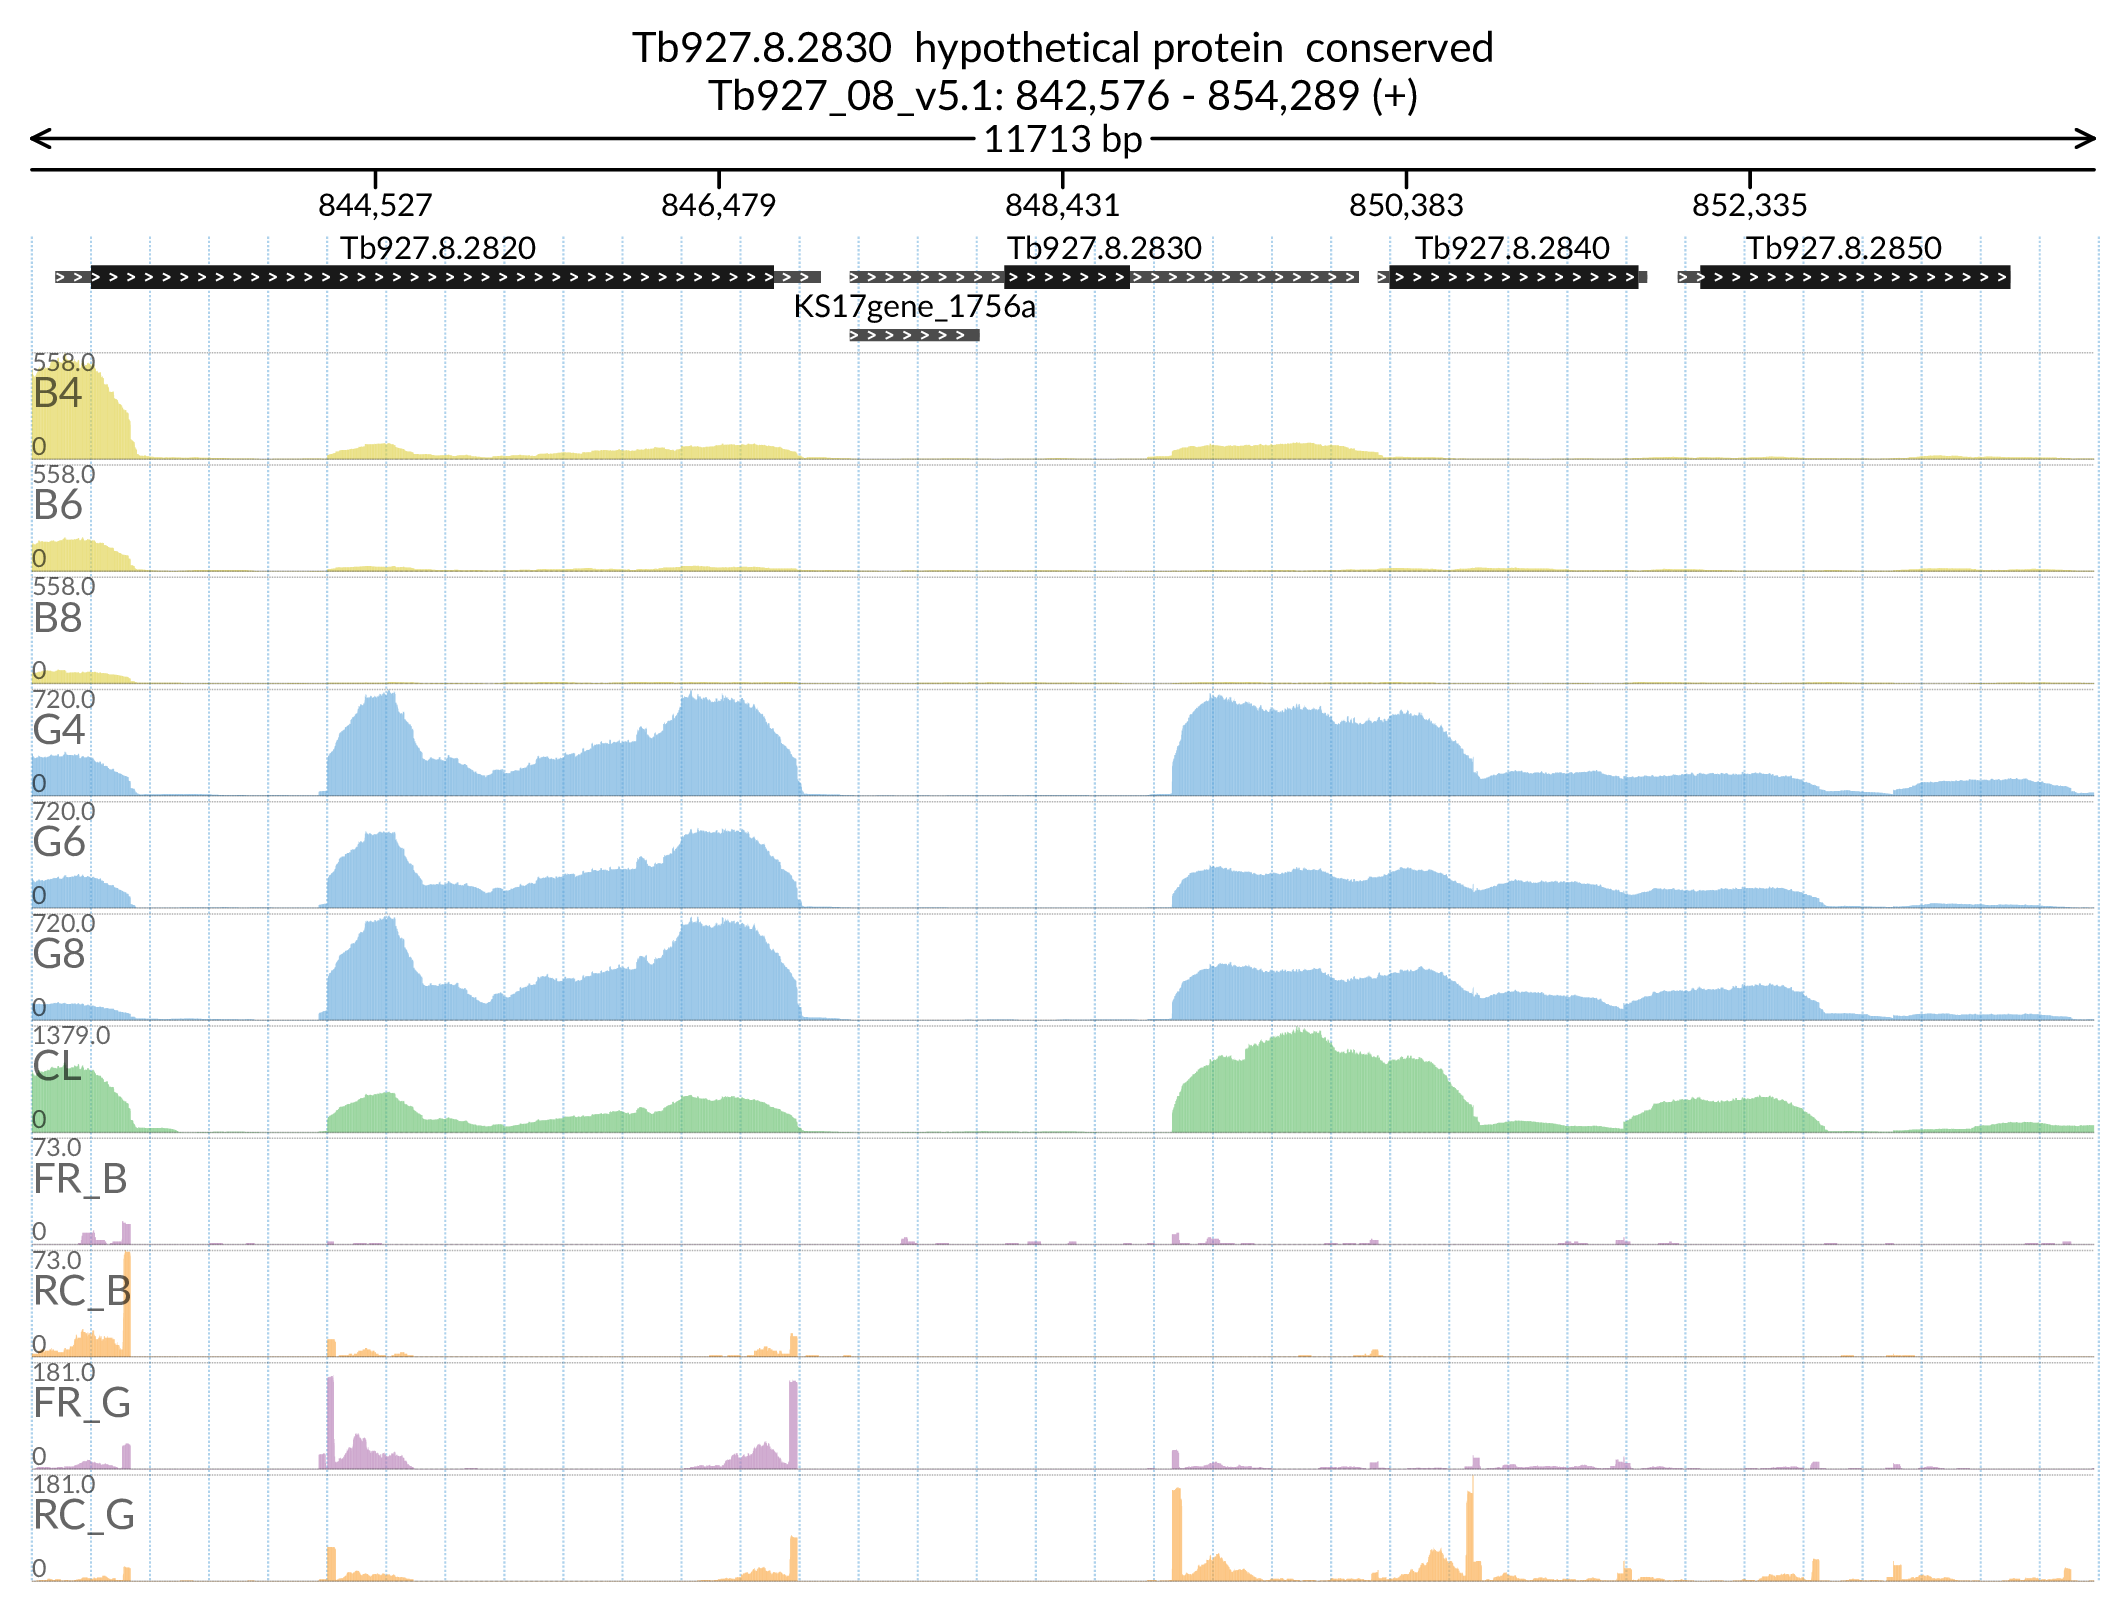 Tb927.8.2830  hypothetical protein  conserved
Tb927_08_v5.1: 842,576 - 854,289 (+)
11713 bp
844,527 846,479 848,431 850,383 852,335
Tb927.8.2820 Tb927.8.2830 Tb927.8.2840 Tb927.8.2850
KS17gene_1756a
558.0
B4
0
558.0
B6
0
558.0
B8
0
720.0
G4
0
720.0
G6
0
720.0
G8
0
1379.0
CL
0
73.0
FR_B
0
73.0
RC_B
0
181.0
FR_G
0
181.0
RC_G
0